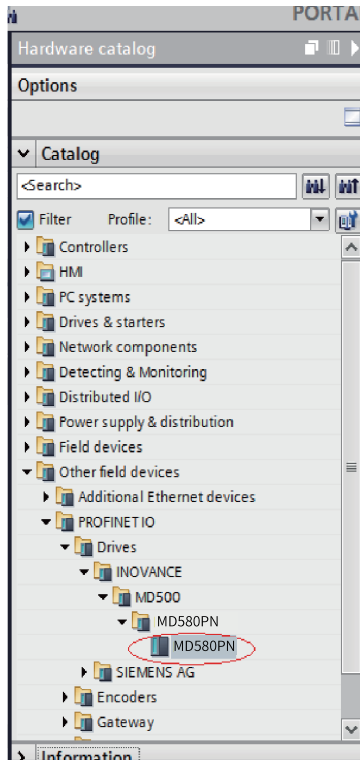 PORTA
Hardware catalog
Options
Catalog
<Search>
Filter Profile: <All>
Controllers
HMI
PC systems
Drives & starters
Network components
Detecting & Monitoring
Distributed I/O
Power supply & distribution
Field devices
Other field devices
Additional Ethernet devices
PROFINET IO
Drives
INOVANCE
MD500
MD580PN
MD580PN
SIEMENS AG
Encoders
Gateway
Information